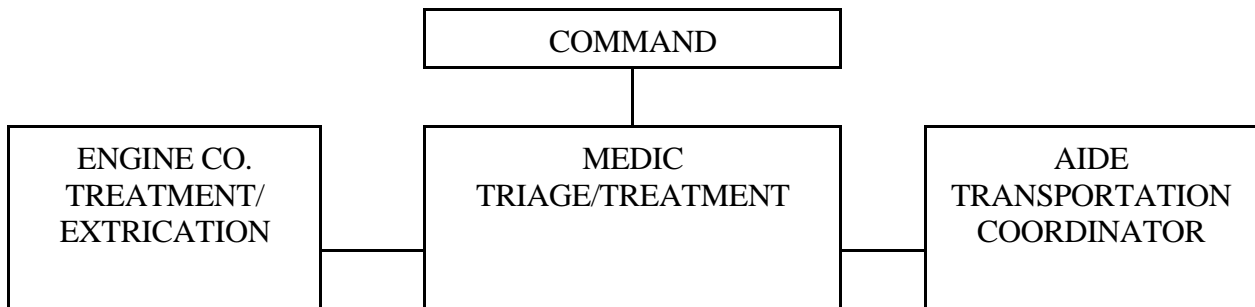 COMMAND
ENGINE CO.
TREATMENT/
EXTRICATION
MEDIC
TRIAGE/TREATMENT
AIDE
TRANSPORTATION
COORDINATOR